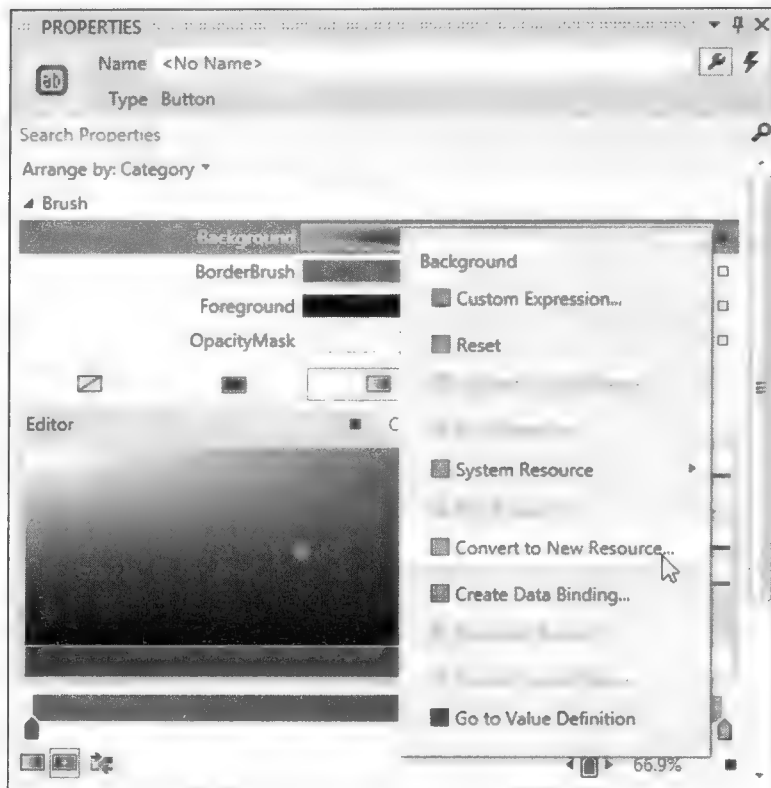 PROPERTIES
Name <No Name>
Type Button
Search Properties
Arrange by: Category
Brush
Background
BorderBrush
Foreground
OpacityMask
Editor
C
Background
Custom Expression...
Reset
System Resource
Convert to New Resource...
Create Data Binding...
Go to Value Definition
66.9%